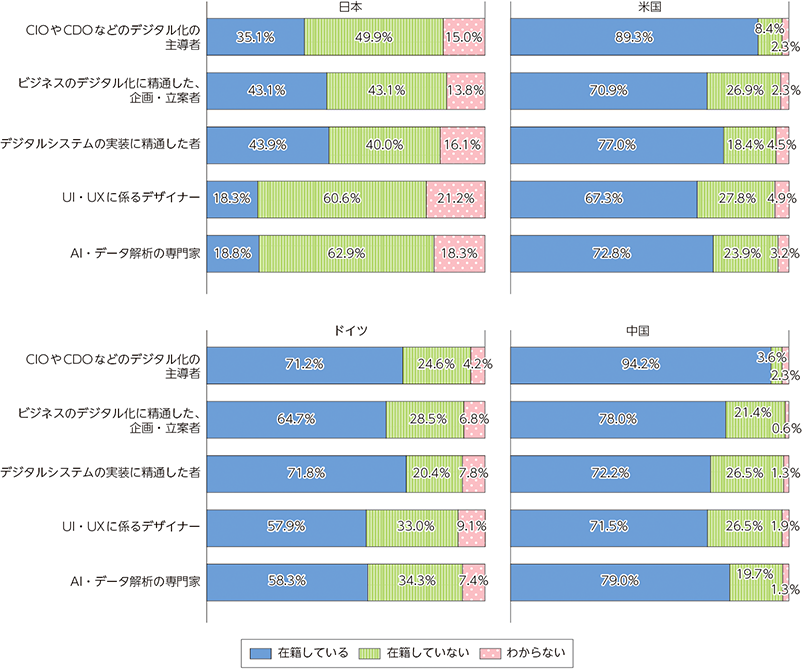 日本
CIOやCDOなどのデジタル化の
主導者
35.1% 49.9% 15.0%
ビジネスのデジタル化に精通した、
企画・立案者
43.1% 43.1% 13.8%
デジタルシステムの実装に精通した者
43.9% 40.0% 16.1%
UI・UXに係るデザイナー
18.3% 60.6% 21.2%
AI・データ解析の専門家
18.8% 62.9% 18.3%
米国
89.3% 8.4% 2.3%
70.9% 26.9% 2.3%
77.0% 18.4% 4.5%
67.3% 27.8% 4.9%
72.8% 23.9% 3.2%
ドイツ
CIOやCDOなどのデジタル化の
主導者
71.2% 24.6% 4.2%
ビジネスのデジタル化に精通した、
企画・立案者
64.7% 28.5% 6.8%
デジタルシステムの実装に精通した者
71.8% 20.4% 7.8%
UI・UXに係るデザイナー
57.9% 33.0% 9.1%
AI・データ解析の専門家
58.3% 34.3% 7.4%
中国
94.2% 3.6% 2.3%
78.0% 21.4% 0.6%
72.2% 26.5% 1.3%
71.5% 26.5% 1.9%
79.0% 19.7% 1.3%
在籍している 在籍していない わからない